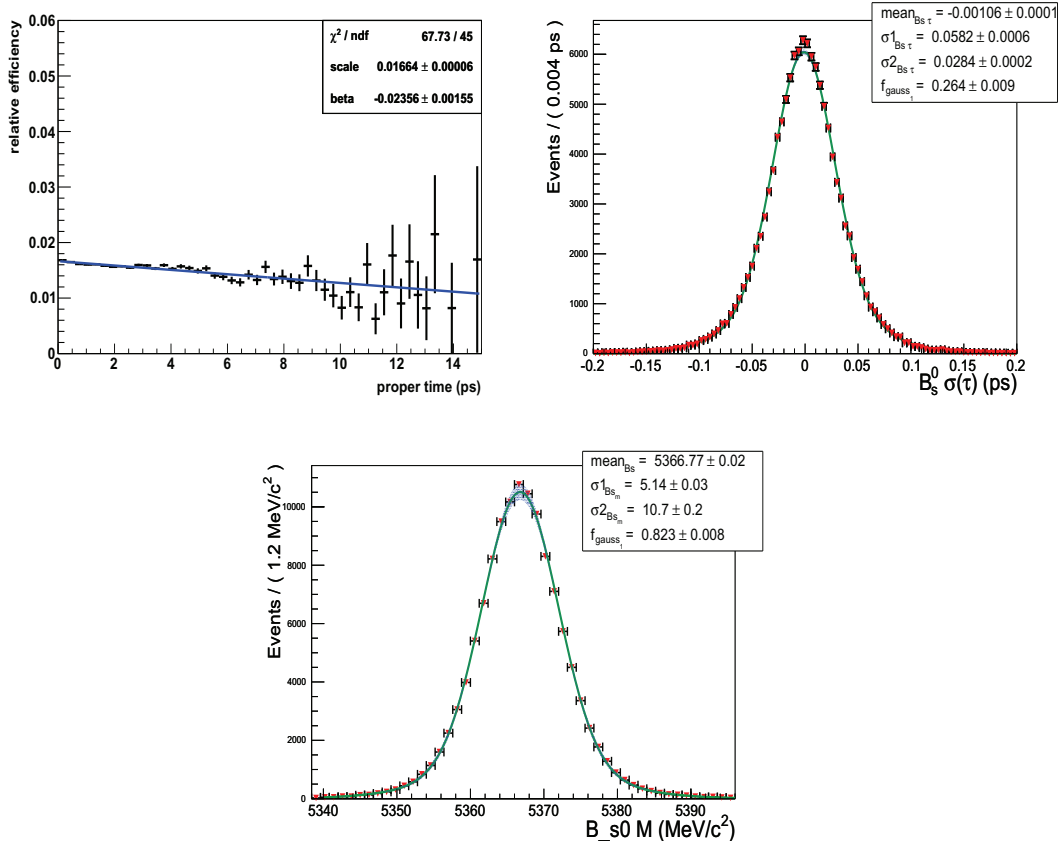 relative efficiency
0.06
0.05
0.04
0.03
0.02
0.01
0
χ² / ndf 67.73 / 45
scale 0.01664 ± 0.00006
beta -0.02356 ± 0.00155
0 2 4 6 8 10 12 14
proper time (ps)
Events / ( 0.004 ps )
6000
5000
4000
3000
2000
1000
0
mean_Bs τ = -0.00106 ± 0.0001
σ1_Bs τ = 0.0582 ± 0.0006
σ2_Bs τ = 0.0284 ± 0.0002
f_gauss_1 = 0.264 ± 0.009
-0.2 -0.15 -0.1 -0.05 0 0.05 0.1 0.15 0.2
B_s^0 σ(τ) (ps)
Events / ( 1.2 MeV/c² )
10000
8000
6000
4000
2000
0
mean_Bs = 5366.77 ± 0.02
σ1_Bs_m = 5.14 ± 0.03
σ2_Bs_m = 10.7 ± 0.2
f_gauss_1 = 0.823 ± 0.008
5340 5350 5360 5370 5380 5390
B_s0 M (MeV/c²)